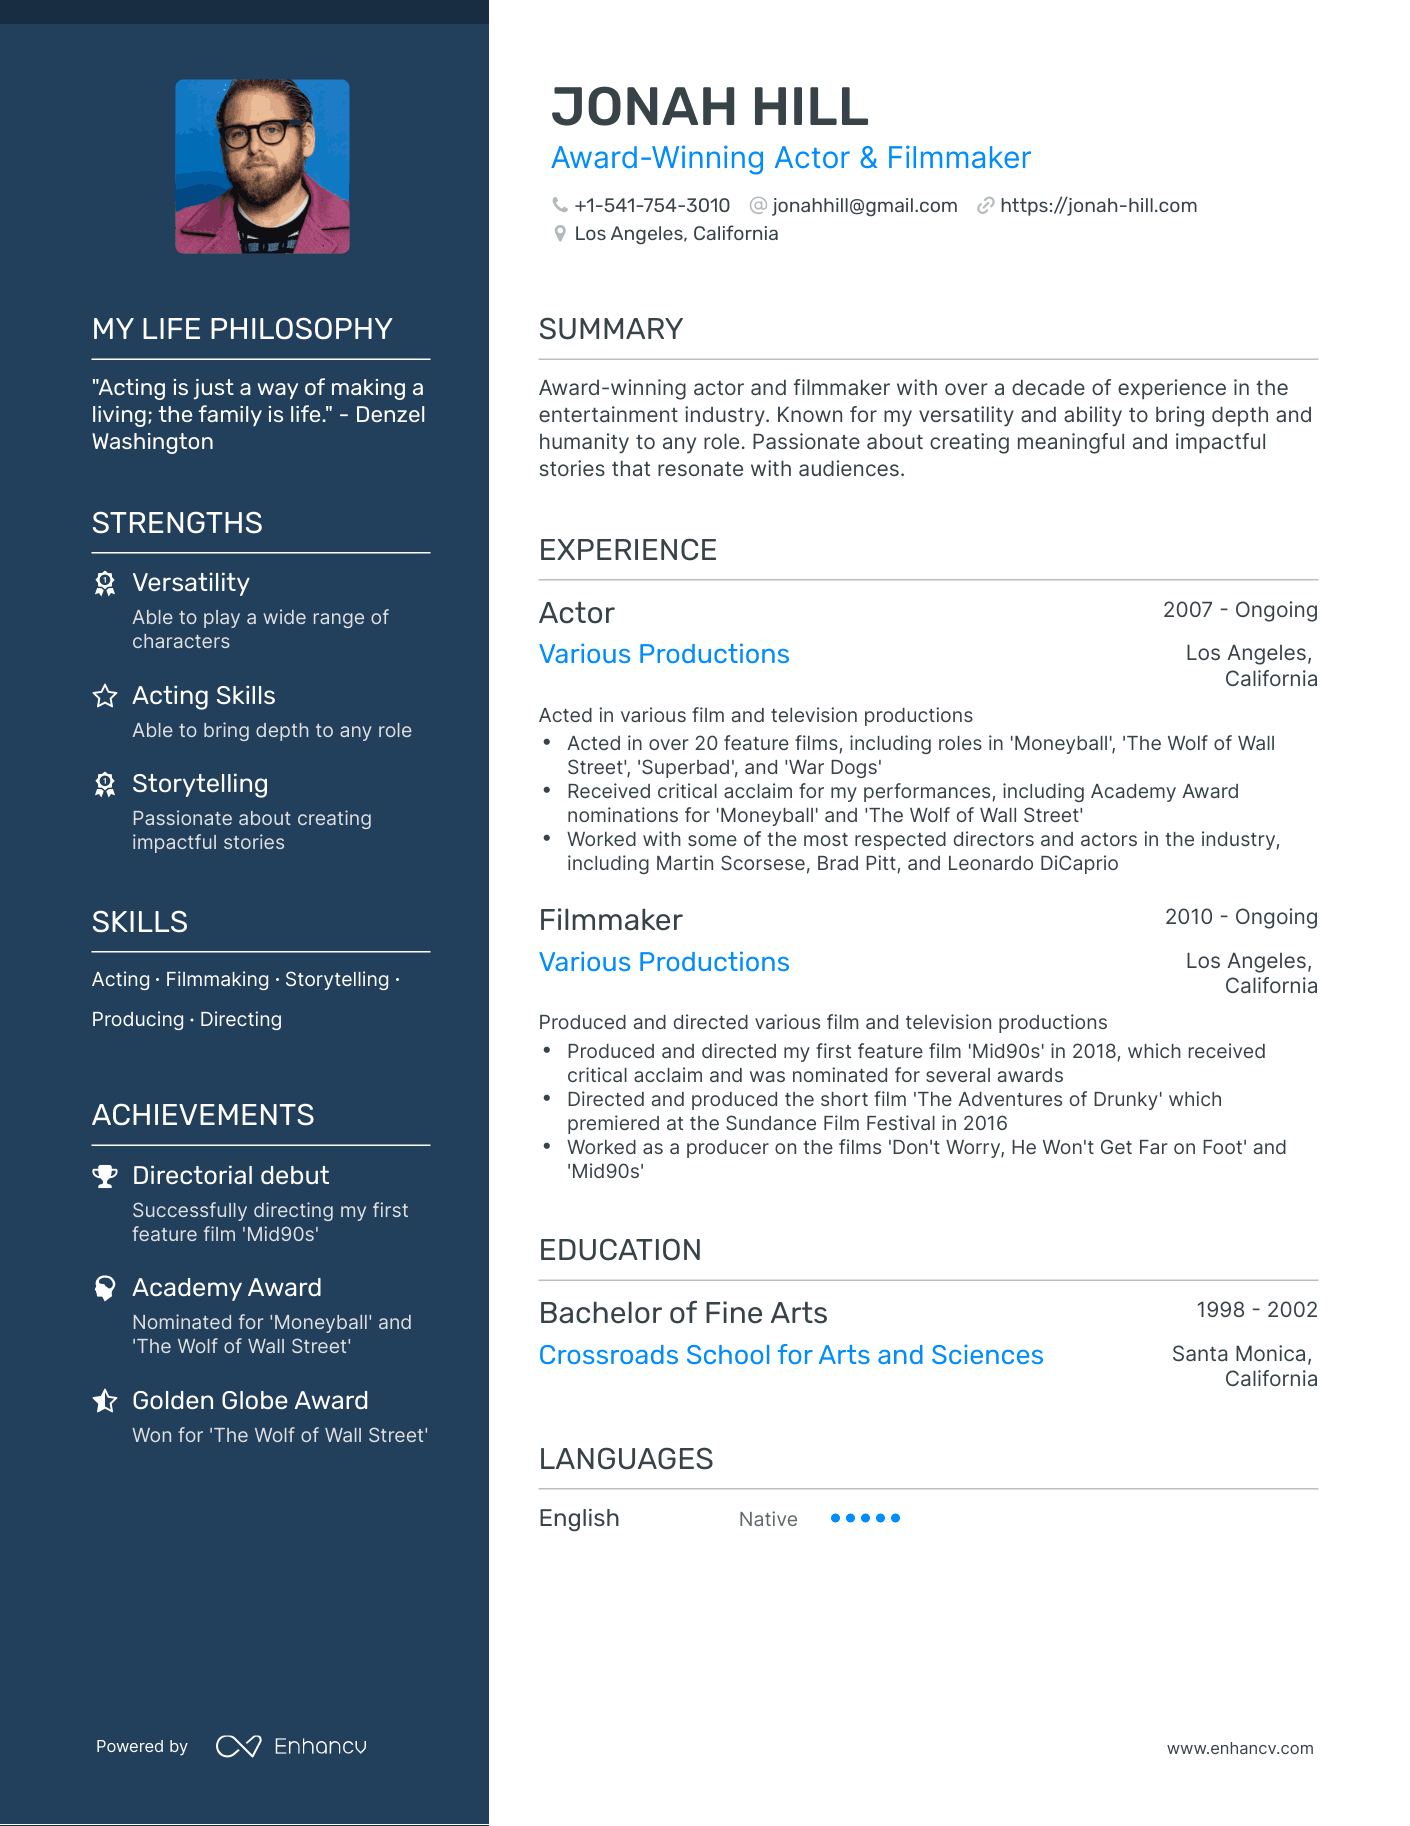 JONAH HILL
Award-Winning Actor & Filmmaker
+1-541-754-3010 jonahhill@gmail.com https://jonah-hill.com
Los Angeles, California
MY LIFE PHILOSOPHY
"Acting is just a way of making a
living; the family is life." - Denzel
Washington
STRENGTHS
Versatility
Able to play a wide range of
characters
Acting Skills
Able to bring depth to any role
Storytelling
Passionate about creating
impactful stories
SKILLS
Acting · Filmmaking · Storytelling ·
Producing · Directing
ACHIEVEMENTS
Directorial debut
Successfully directing my first
feature film 'Mid90s'
Academy Award
Nominated for 'Moneyball' and
'The Wolf of Wall Street'
Golden Globe Award
Won for 'The Wolf of Wall Street'
Powered by Enhancv
SUMMARY
Award-winning actor and filmmaker with over a decade of experience in the
entertainment industry. Known for my versatility and ability to bring depth and
humanity to any role. Passionate about creating meaningful and impactful
stories that resonate with audiences.
EXPERIENCE
Actor 2007 - Ongoing
Various Productions Los Angeles,
California
Acted in various film and television productions
• Acted in over 20 feature films, including roles in 'Moneyball', 'The Wolf of Wall
Street', 'Superbad', and 'War Dogs'
• Received critical acclaim for my performances, including Academy Award
nominations for 'Moneyball' and 'The Wolf of Wall Street'
• Worked with some of the most respected directors and actors in the industry,
including Martin Scorsese, Brad Pitt, and Leonardo DiCaprio
Filmmaker 2010 - Ongoing
Various Productions Los Angeles,
California
Produced and directed various film and television productions
• Produced and directed my first feature film 'Mid90s' in 2018, which received
critical acclaim and was nominated for several awards
• Directed and produced the short film 'The Adventures of Drunky' which
premiered at the Sundance Film Festival in 2016
• Worked as a producer on the films 'Don't Worry, He Won't Get Far on Foot' and
'Mid90s'
EDUCATION
Bachelor of Fine Arts 1998 - 2002
Crossroads School for Arts and Sciences Santa Monica,
California
LANGUAGES
English Native
www.enhancv.com